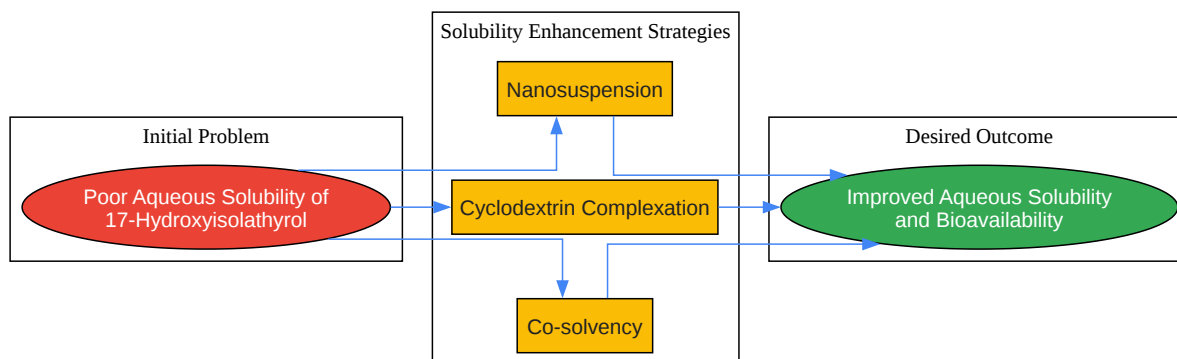 Initial Problem
Poor Aqueous Solubility of
17-Hydroxyisolathyrol
Solubility Enhancement Strategies
Nanosuspension
Cyclodextrin Complexation
Co-solvency
Desired Outcome
Improved Aqueous Solubility
and Bioavailability